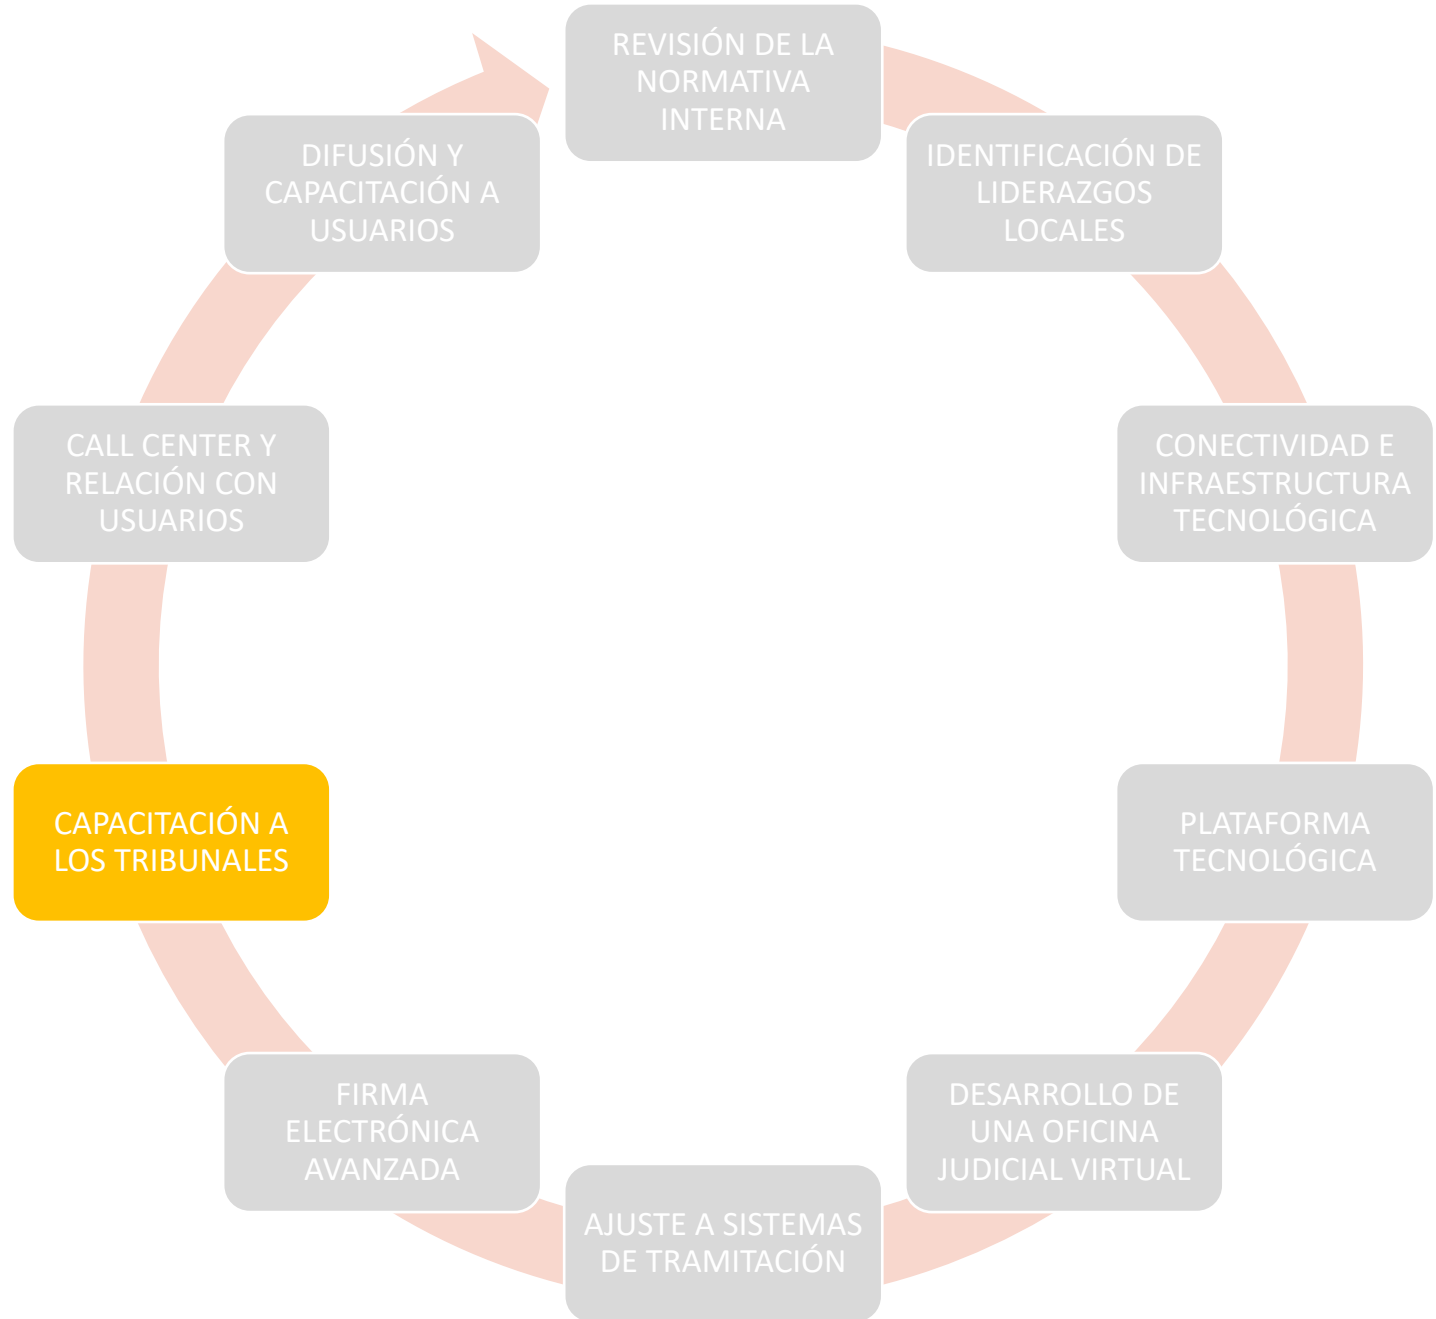 REVISIÓN DE LA
NORMATIVA
INTERNA
IDENTIFICACIÓN DE
LIDERAZGOS
LOCALES
CONECTIVIDAD E
INFRAESTRUCTURA
TECNOLÓGICA
PLATAFORMA
TECNOLÓGICA
DESARROLLO DE
UNA OFICINA
JUDICIAL VIRTUAL
AJUSTE A SISTEMAS
DE TRAMITACIÓN
FIRMA
ELECTRÓNICA
AVANZADA
CAPACITACIÓN A
LOS TRIBUNALES
CALL CENTER Y
RELACIÓN CON
USUARIOS
DIFUSIÓN Y
CAPACITACIÓN A
USUARIOS